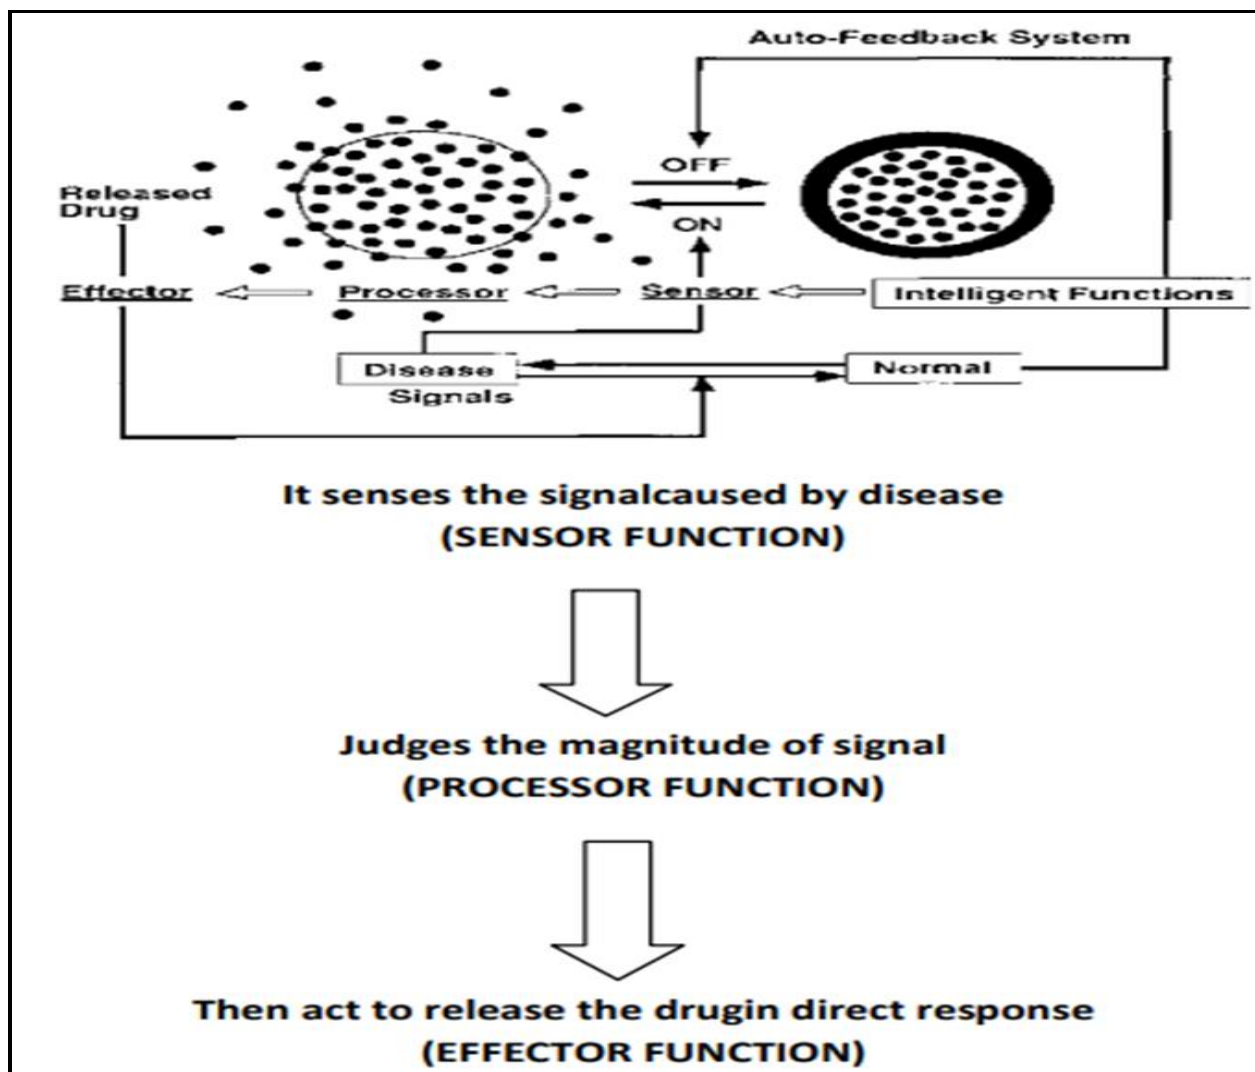 Auto-Feedback System
OFF
Released
Drug
ON
Effector
Processor
Sensor
Intelligent Functions
Disease
Normal
Signals
It senses the signalcaused by disease
(SENSOR FUNCTION)
Judges the magnitude of signal
(PROCESSOR FUNCTION)
Then act to release the drugin direct response
(EFFECTOR FUNCTION)